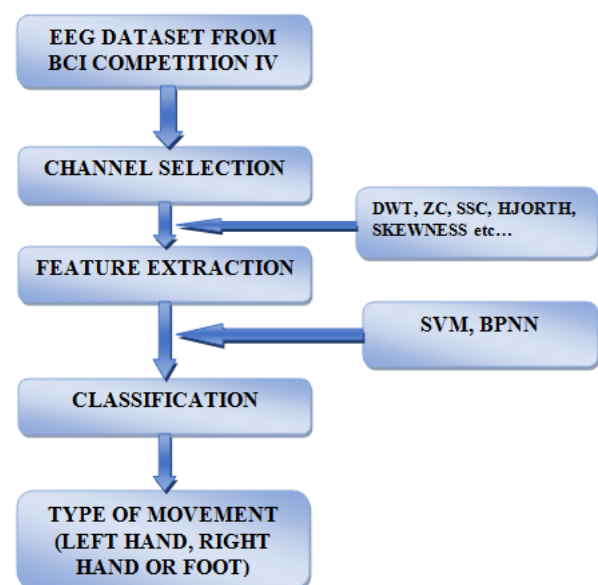 EEG DATASET FROM
BCI COMPETITION IV
CHANNEL SELECTION
DWT, ZC, SSC, HJORTH,
SKEWNESS etc…
FEATURE EXTRACTION
SVM, BPNN
CLASSIFICATION
TYPE OF MOVEMENT
(LEFT HAND, RIGHT
HAND OR FOOT)